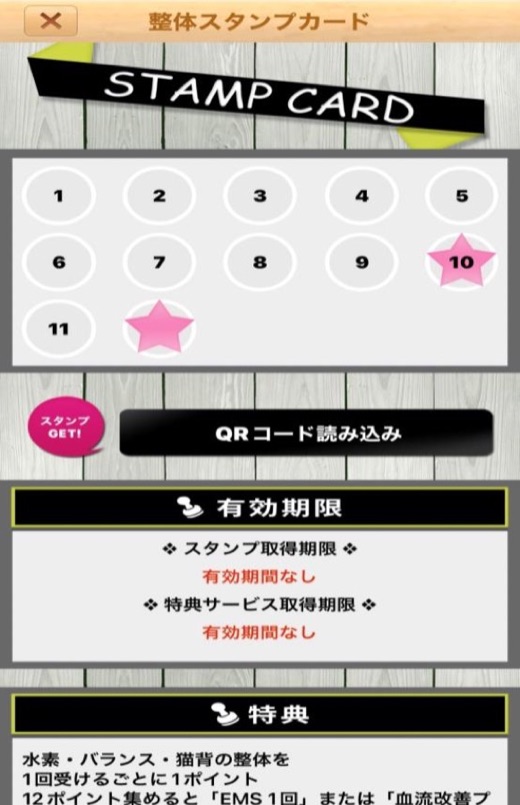 整体スタンプカード
STAMP CARD
1 2 3 4 5
6 7 8 9 10
11
スタンプ
GET!
QRコード読み込み
有効期限
❖ スタンプ取得期限 ❖
有効期間なし
❖ 特典サービス取得期限 ❖
有効期間なし
特典
水素・バランス・猫背の整体を
1回受けるごとに1ポイント
12ポイント集めると「EMS 1回」または「血流改善プ